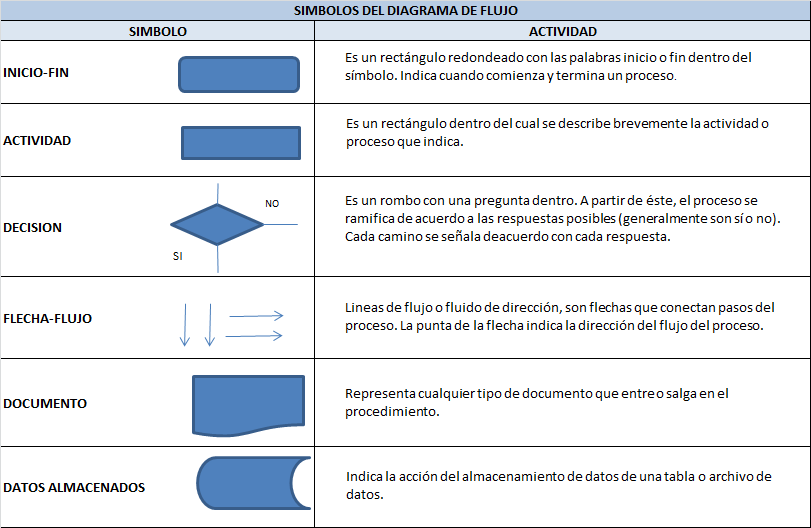 SIMBOLOS DEL DIAGRAMA DE FLUJO
SIMBOLO
ACTIVIDAD
INICIO-FIN
Es un rectángulo redondeado con las palabras inicio o fin dentro del
símbolo. Indica cuando comienza y termina un proceso.
ACTIVIDAD
Es un rectángulo dentro del cual se describe brevemente la actividad o
proceso que indica.
DECISION
NO
SI
Es un rombo con una pregunta dentro. A partir de éste, el proceso se
ramifica de acuerdo a las respuestas posibles (generalmente son sí o no).
Cada camino se señala deacuerdo con cada respuesta.
FLECHA-FLUJO
Lineas de flujo o fluido de dirección, son flechas que conectan pasos del
proceso. La punta de la flecha indica la dirección del flujo del proceso.
DOCUMENTO
Representa cualquier tipo de documento que entre o salga en el
procedimiento.
DATOS ALMACENADOS
Indica la acción del almacenamiento de datos de una tabla o archivo de
datos.